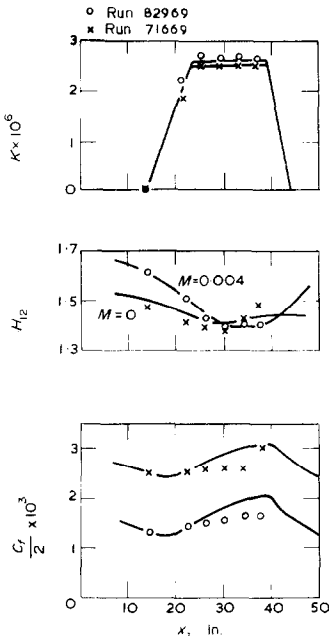 o Run 82969
× Run 71669
K × 10⁶
3
2
1
0
H₁₂
1·7
1·5
1·3
M=0·004
M=0
C_f/2 × 10³
3
2
1
0
10 20 30 40 50
x, in.